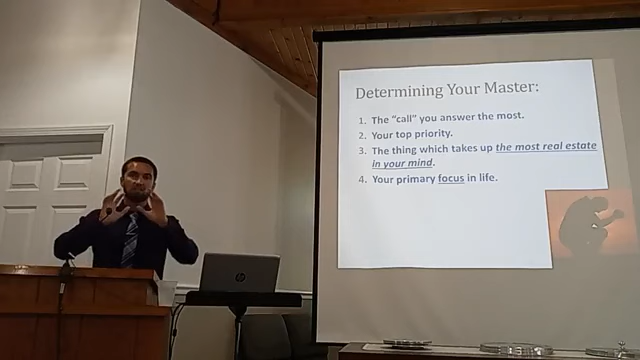 Determining Your Master:
1. The “call” you answer the most.
2. Your top priority.
3. The thing which takes up the most real estate
in your mind.
4. Your primary focus in life.
hp